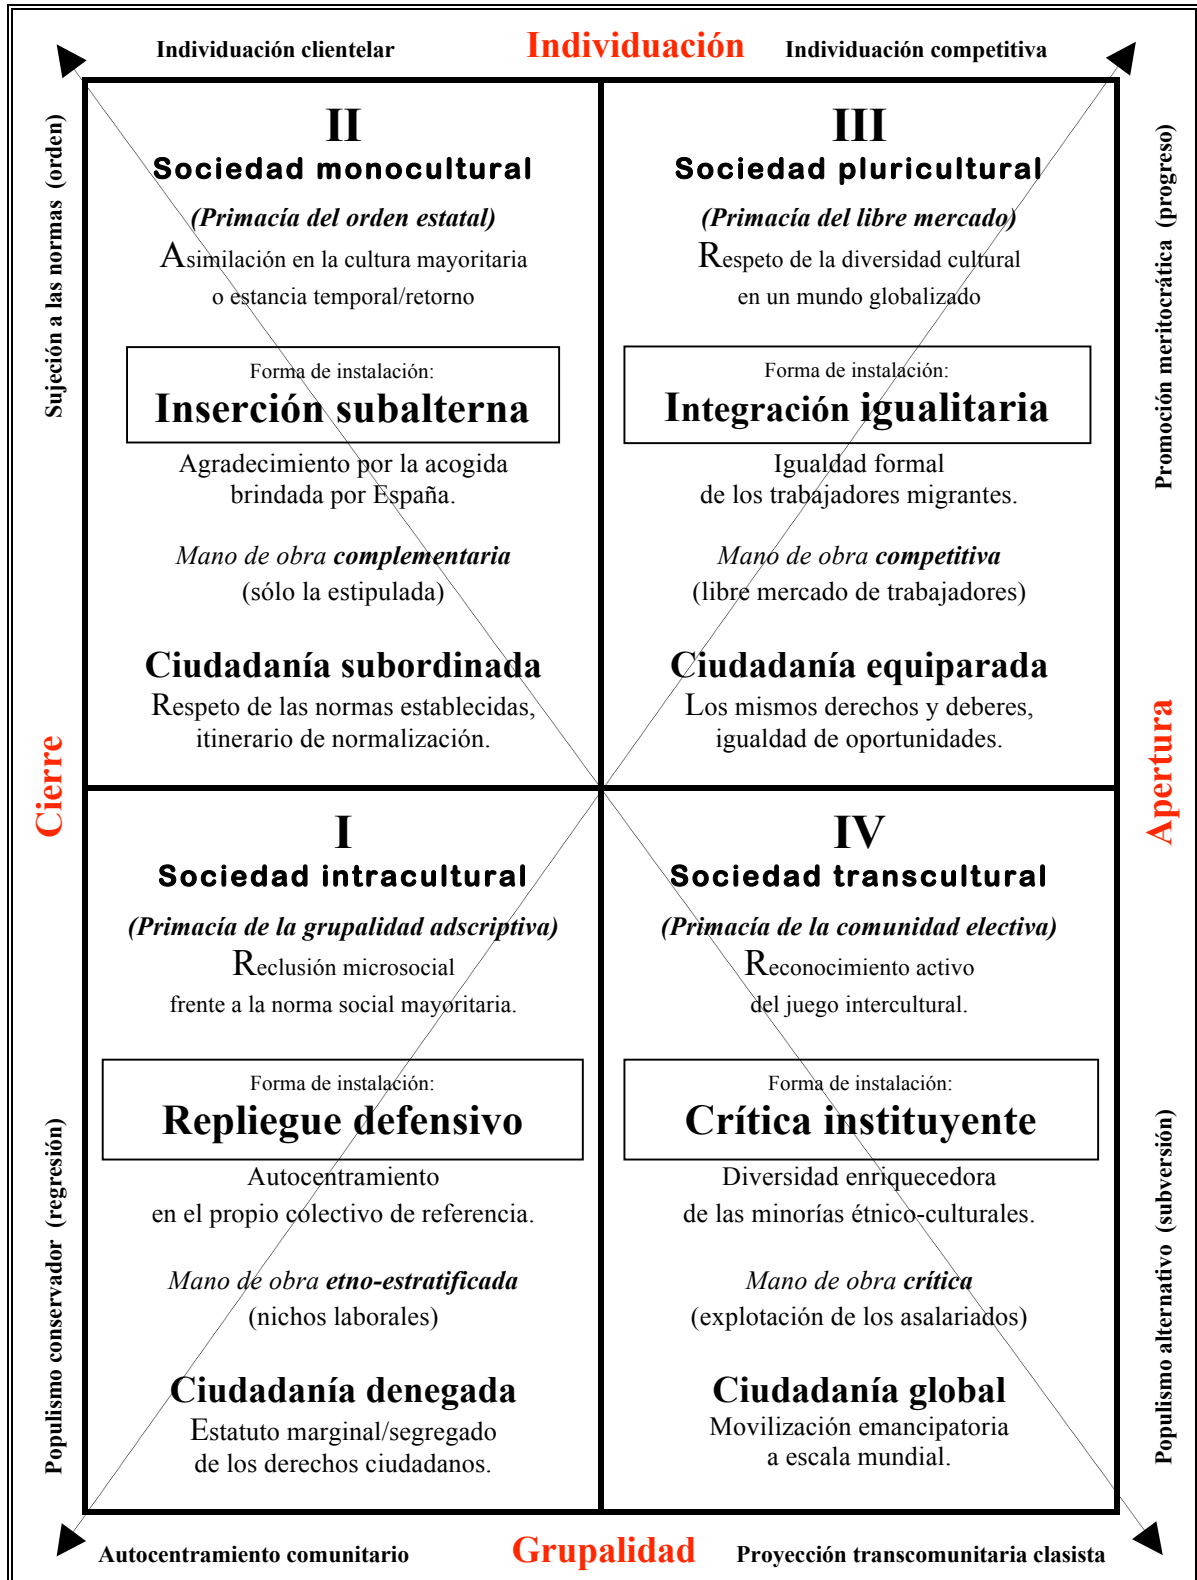 Individuación clientelar
Individuación
Individuación competitiva
Sujeción a las normas (orden)
Cierre
Populismo conservador (regresión)
II
Sociedad monocultural
(Primacía del orden estatal)
Asimilación en la cultura mayoritaria
o estancia temporal/retorno
Forma de instalación:
Inserción subalterna
Agradecimiento por la acogida
brindada por España.
Mano de obra complementaria
(sólo la estipulada)
Ciudadanía subordinada
Respeto de las normas establecidas,
itinerario de normalización.
III
Sociedad pluricultural
(Primacía del libre mercado)
Respeto de la diversidad cultural
en un mundo globalizado
Forma de instalación:
Integración igualitaria
Igualdad formal
de los trabajadores migrantes.
Mano de obra competitiva
(libre mercado de trabajadores)
Ciudadanía equiparada
Los mismos derechos y deberes,
igualdad de oportunidades.
I
Sociedad intracultural
(Primacía de la grupalidad adscriptiva)
Reclusión microsocial
frente a la norma social mayoritaria.
Forma de instalación:
Repliegue defensivo
Autocentramiento
en el propio colectivo de referencia.
Mano de obra etno-estratificada
(nichos laborales)
Ciudadanía denegada
Estatuto marginal/segregado
de los derechos ciudadanos.
IV
Sociedad transcultural
(Primacía de la comunidad electiva)
Reconocimiento activo
del juego intercultural.
Forma de instalación:
Crítica instituyente
Diversidad enriquecedora
de las minorías étnico-culturales.
Mano de obra crítica
(explotación de los asalariados)
Ciudadanía global
Movilización emancipatoria
a escala mundial.
Promoción meritocrática (progreso)
Apertura
Populismo alternativo (subversión)
Autocentramiento comunitario
Grupalidad
Proyección transcomunitaria clasista